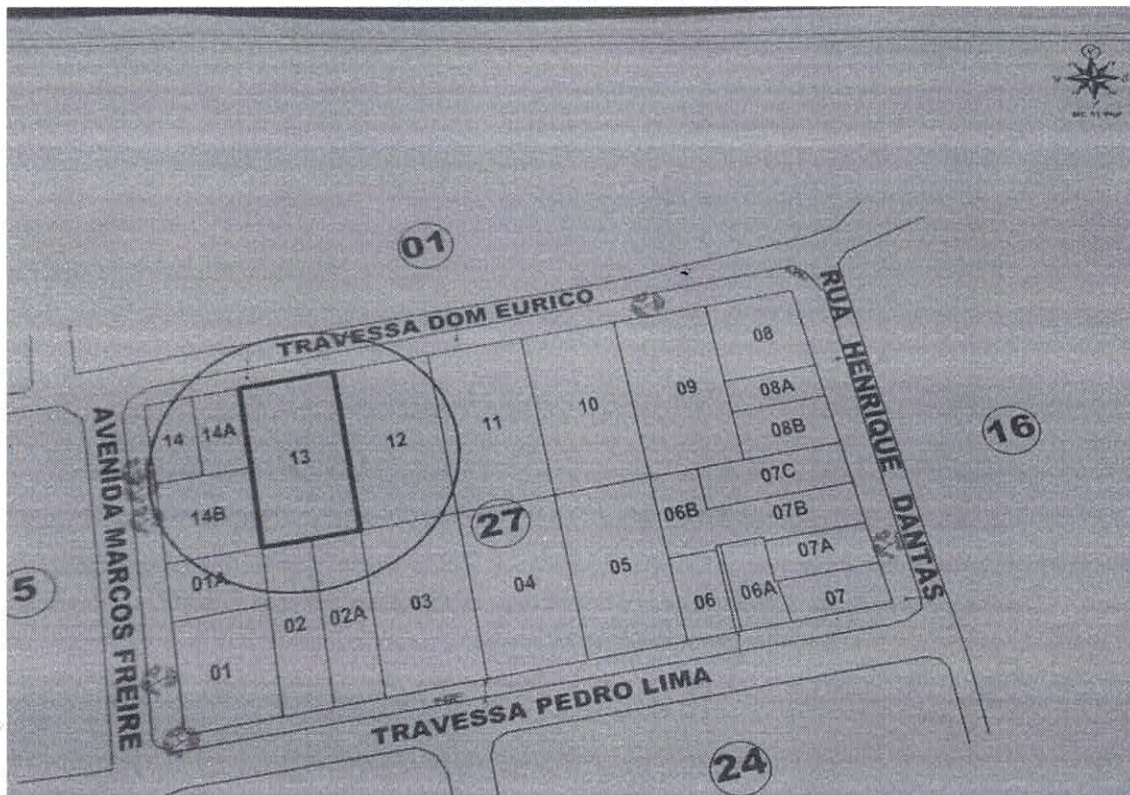 01
TRAVESSA DOM EURICO
RUA HENRIQUE DANTAS
AVENIDA MARCOS FREIRE
14
14A
13
12
11
10
09
08
08A
08B
16
14B
27
06B
07C
07B
5
01A
02
02A
03
04
05
06
06A
07A
07
01
TRAVESSA PEDRO LIMA
24